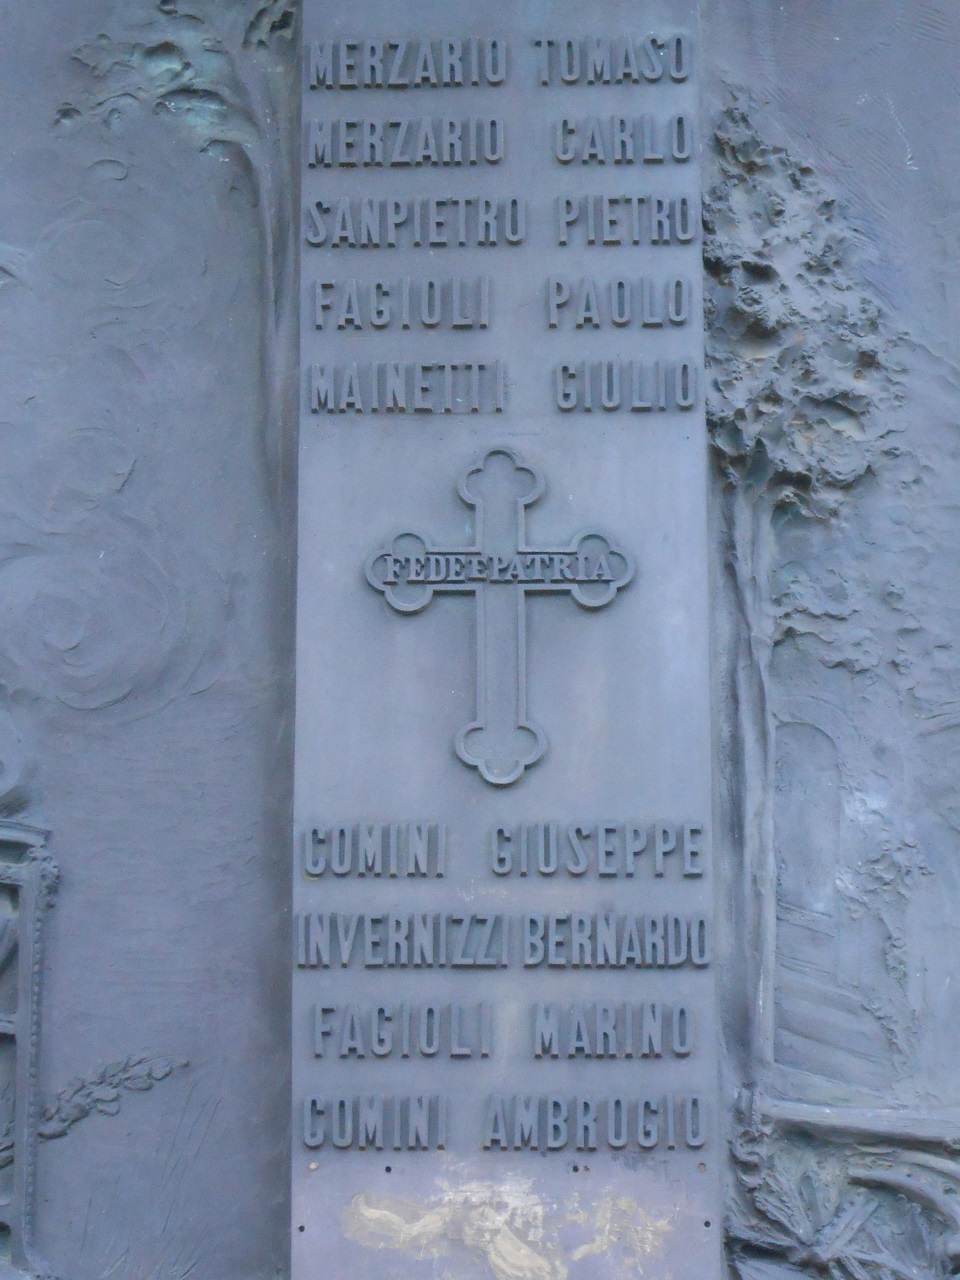 MERZARIO TOMASO
MERZARIO CARLO
SANPIETRO PIETRO
FAGIOLI PAOLO
MAINETTI GIULIO
FEDE E PATRIA
COMINI GIUSEPPE
INVERNIZZI BERNARDO
FAGIOLI MARINO
COMINI AMBROGIO